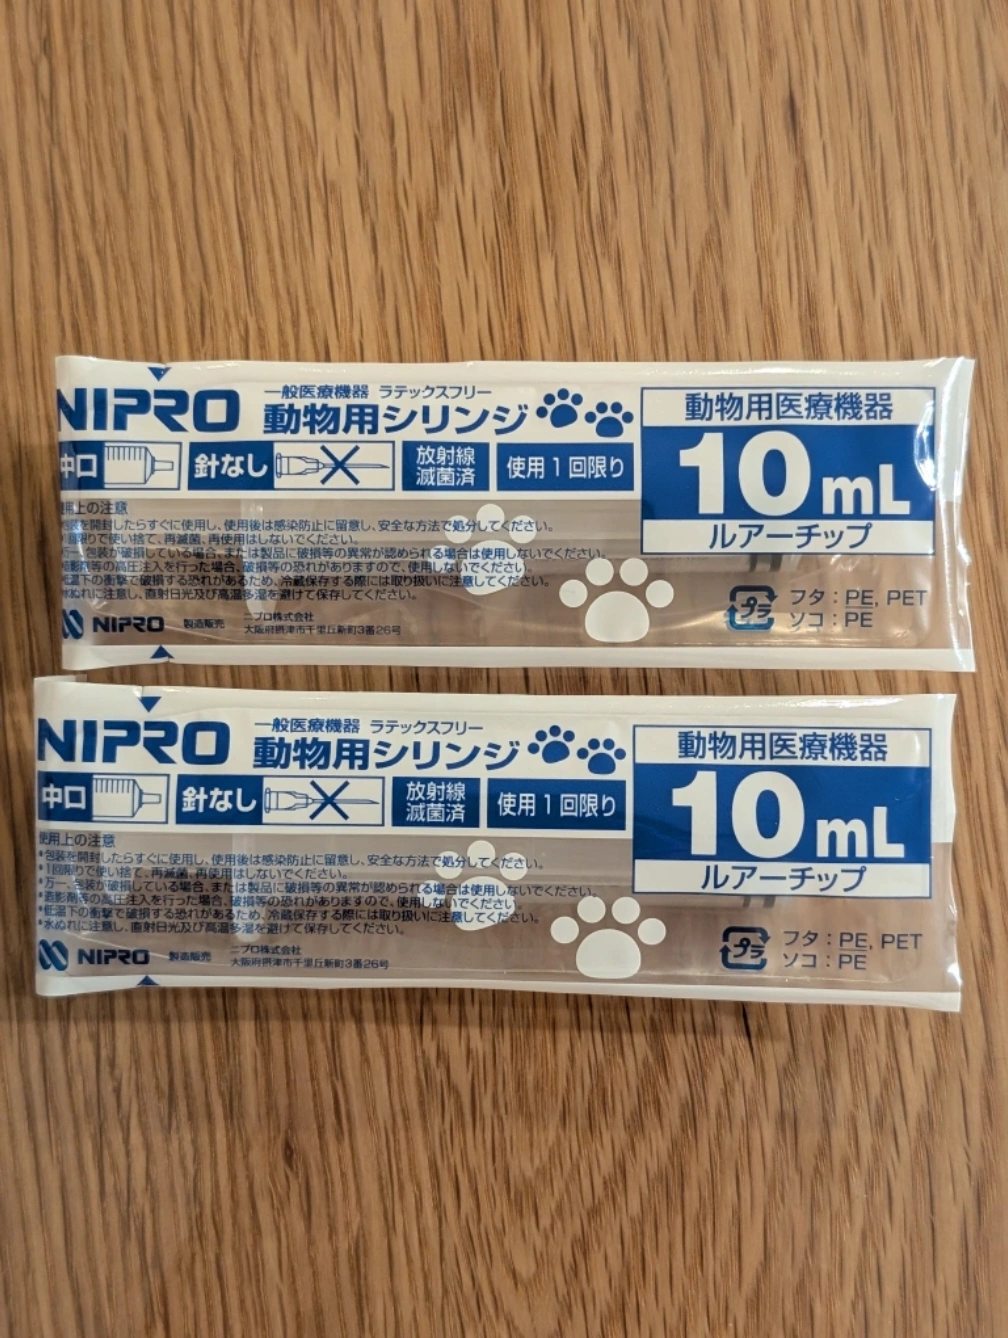 NIPRO
一般医療機器 ラテックスフリー
動物用シリンジ
中口
針なし
放射線
滅菌済
使用1回限り
動物用医療機器
10mL
ルアーチップ
使用上の注意
包装を開封したらすぐに使用し、使用後は感染防止に留意し、安全な方法で処分してください。
限りで使い捨て、再滅菌、再使用はしないでください。
万一、包装が破損している場合、または製品に破損等の異常が認められる場合は使用しないでください。
造影剤等の高圧注入を行った場合、破損等の恐れがありますので、使用しないでください。
低温下の衝撃で破損する恐れがあるため、冷蔵保存する際には取り扱いに注意してください。
水ぬれに注意し、直射日光及び高温多湿を避けて保存してください。
NIPRO 製造販売 ニプロ株式会社
大阪府摂津市千里丘新町3番26号
プラ
フタ:PE, PET
ソコ:PE
NIPRO
一般医療機器 ラテックスフリー
動物用シリンジ
中口
針なし
放射線
滅菌済
使用1回限り
動物用医療機器
10mL
ルアーチップ
使用上の注意
*包装を開封したらすぐに使用し、使用後は感染防止に留意し、安全な方法で処分してください。
*1回限りで使い捨て、再滅菌、再使用はしないでください。
*万一、包装が破損している場合、または製品に破損等の異常が認められる場合は使用しないでください。
*造影剤等の高圧注入を行った場合、破損等の恐れがありますので、使用しないでください。
*低温下の衝撃で破損する恐れがあるため、冷蔵保存する際には取り扱いに注意してください。
*水ぬれに注意し、直射日光及び高温多湿を避けて保存してください。
NIPRO 製造販売 ニプロ株式会社
大阪府摂津市千里丘新町3番26号
プラ
フタ:PE, PET
ソコ:PE